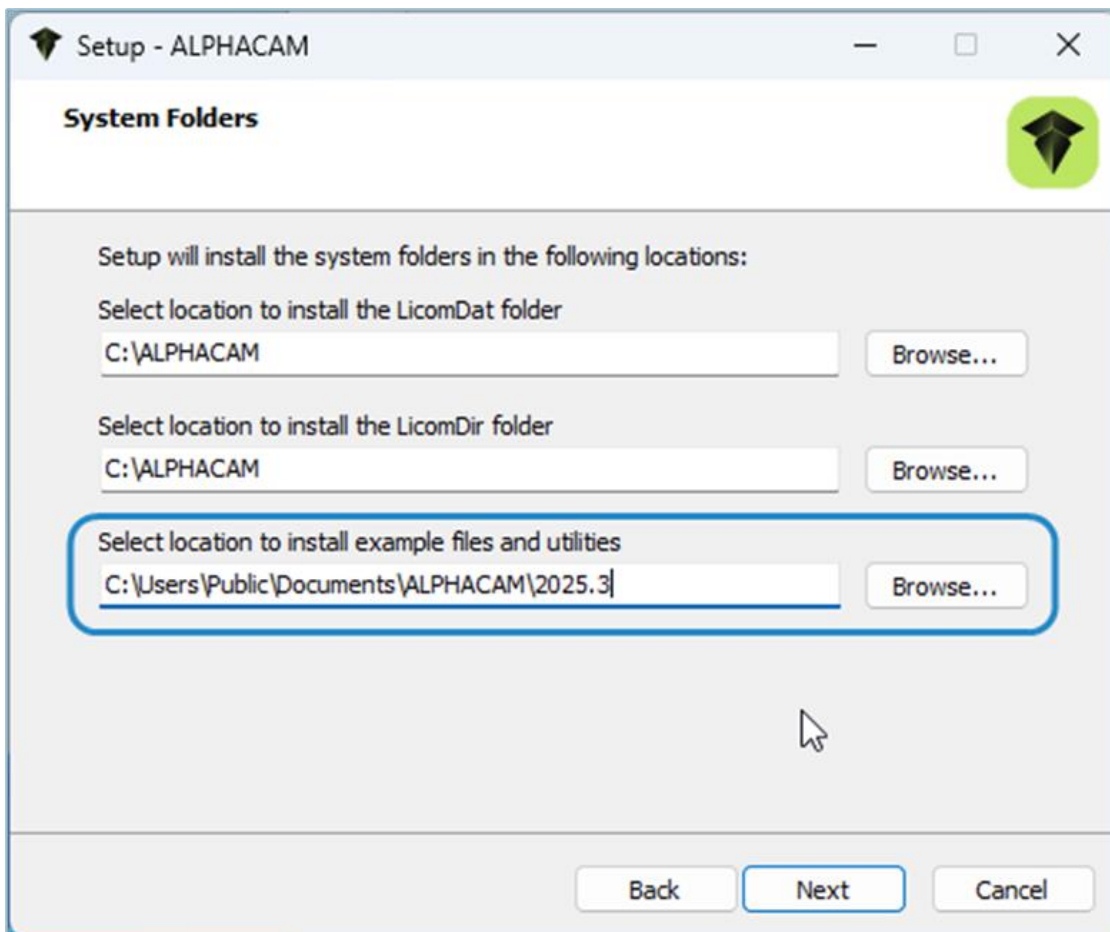 Setup - ALPHACAM
System Folders
Setup will install the system folders in the following locations:
Select location to install the LicomDat folder
C:\ALPHACAM
Browse...
Select location to install the LicomDir folder
C:\ALPHACAM
Browse...
Select location to install example files and utilities
C:\Users\Public\Documents\ALPHACAM\2025.3
Browse...
Back
Next
Cancel